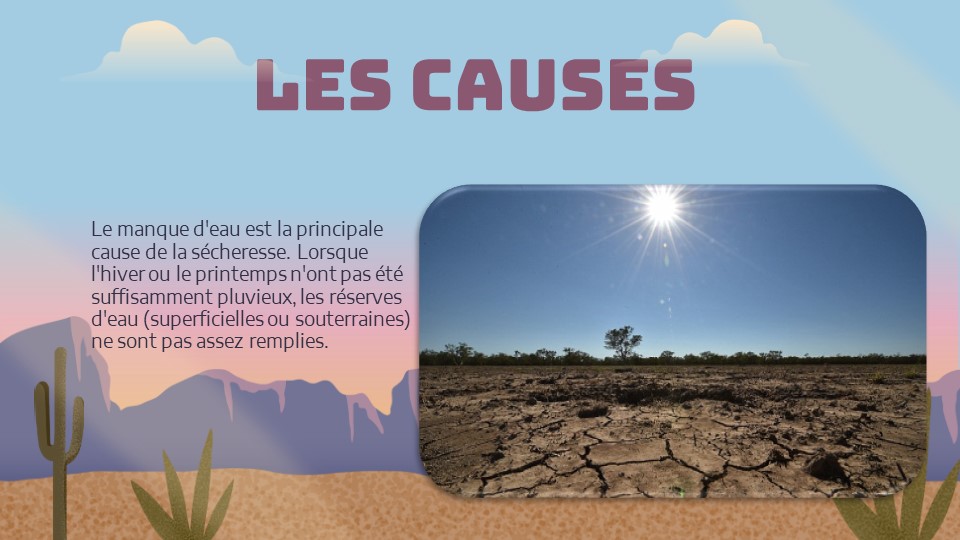 LES CAUSES
Le manque d'eau est la principale
cause de la sécheresse. Lorsque
l'hiver ou le printemps n'ont pas été
suffisamment pluvieux, les réserves
d'eau (superficielles ou souterraines)
ne sont pas assez remplies.